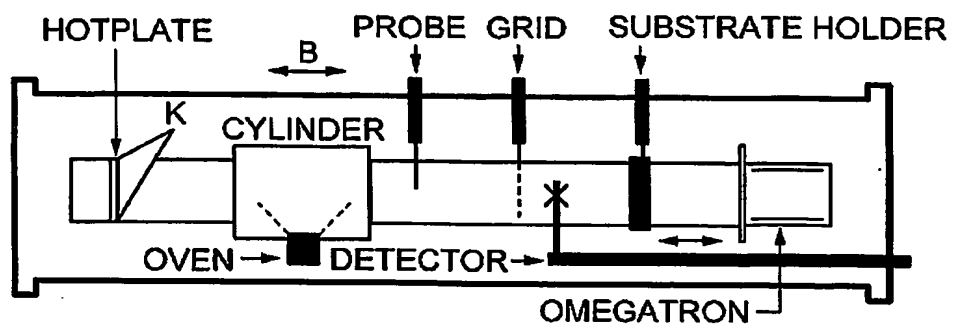 HOTPLATE
PROBE GRID SUBSTRATE HOLDER
B
K
CYLINDER
OVEN DETECTOR
OMEGATRON